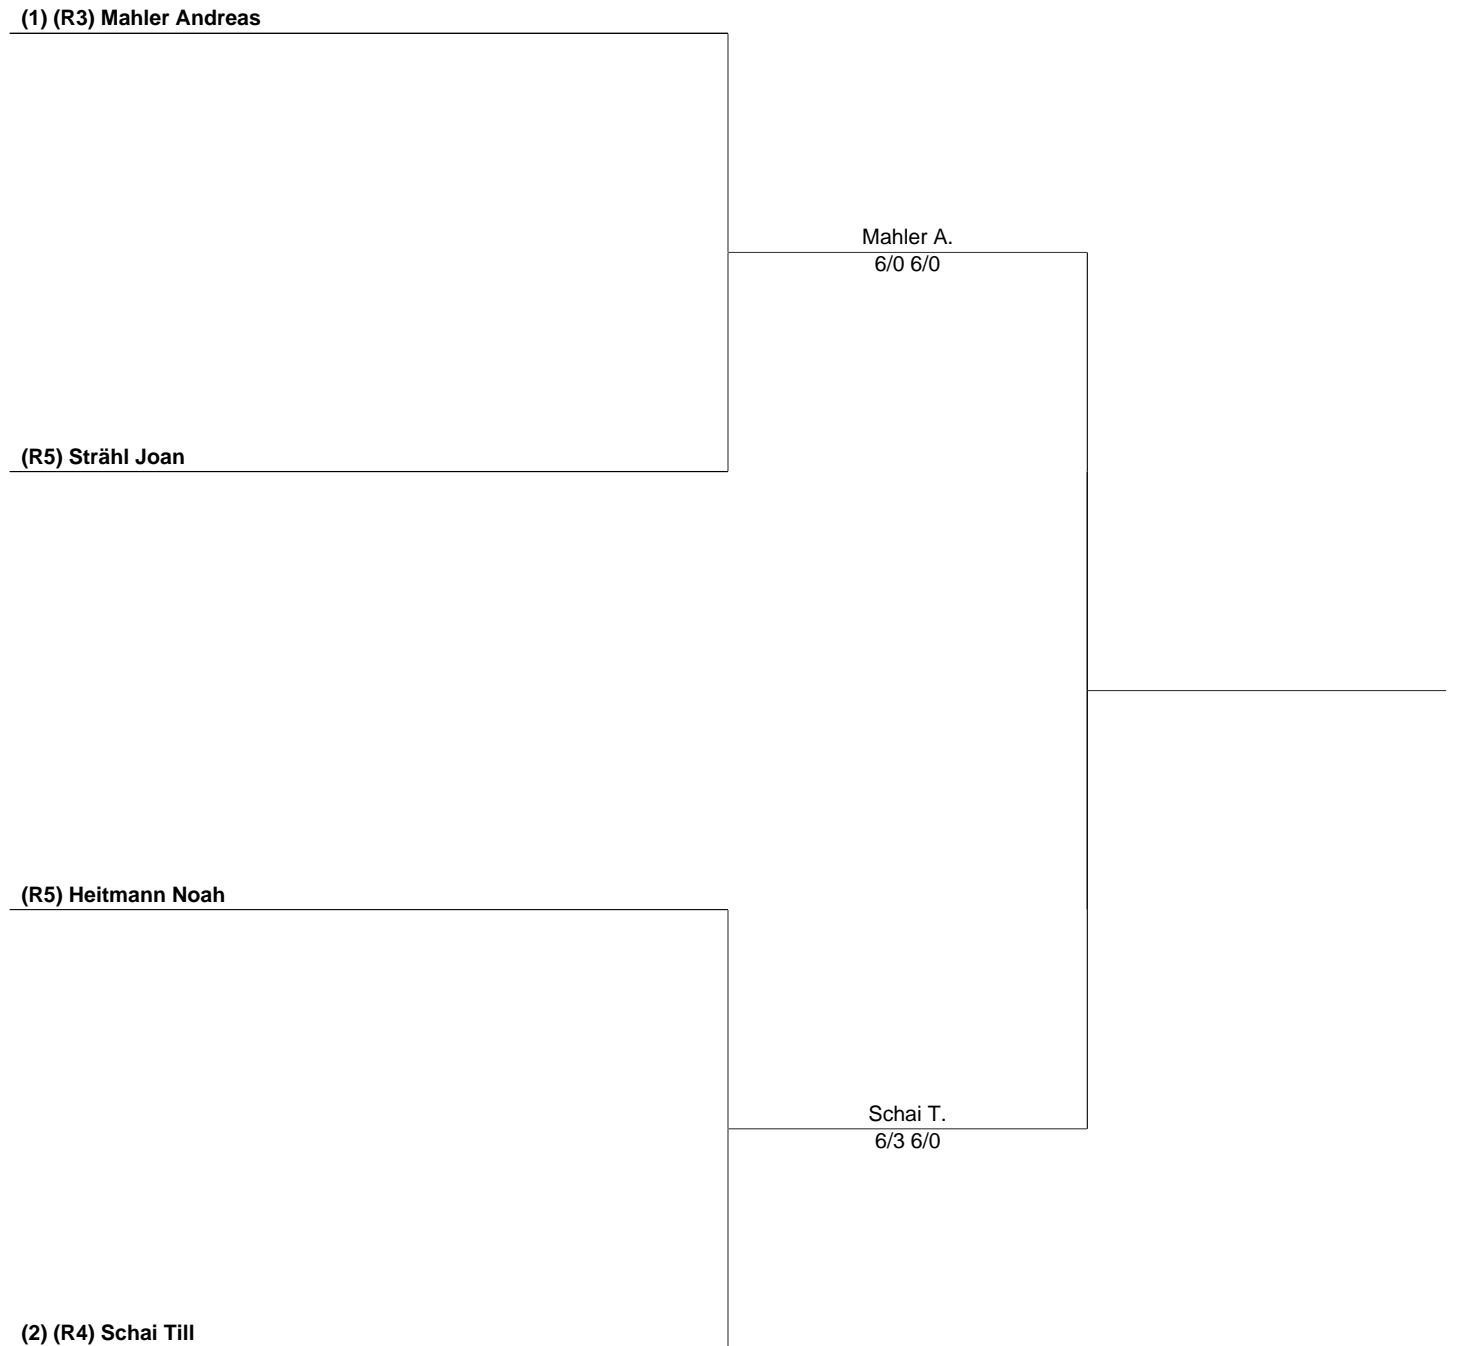 (1) (R3) Mahler Andreas
Mahler A.
6/0 6/0
(R5) Strähl Joan
(R5) Heitmann Noah
Schai T.
6/3 6/0
(2) (R4) Schai Till